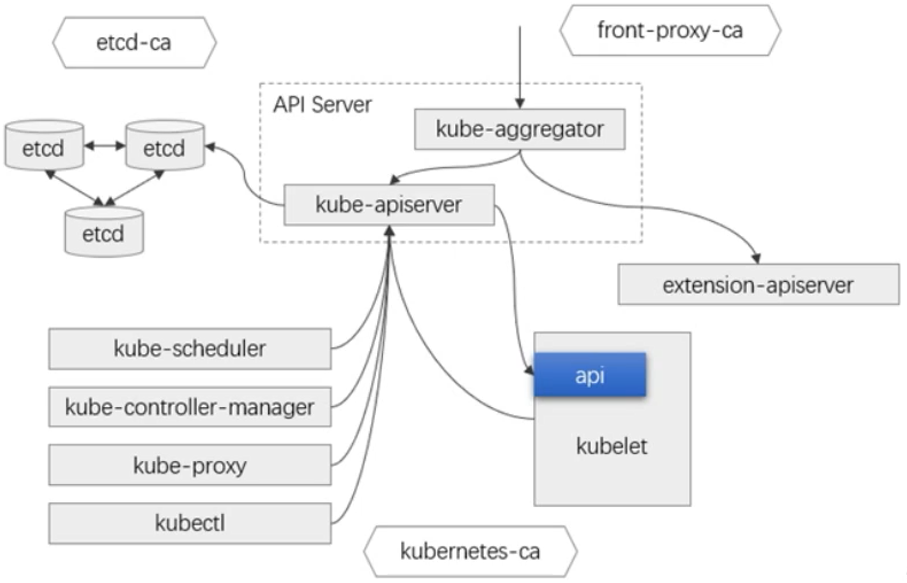 etcd-ca
front-proxy-ca
API Server
kube-aggregator
etcd
etcd
kube-apiserver
etcd
extension-apiserver
kube-scheduler
api
kube-controller-manager
kubelet
kube-proxy
kubectl
kubernetes-ca